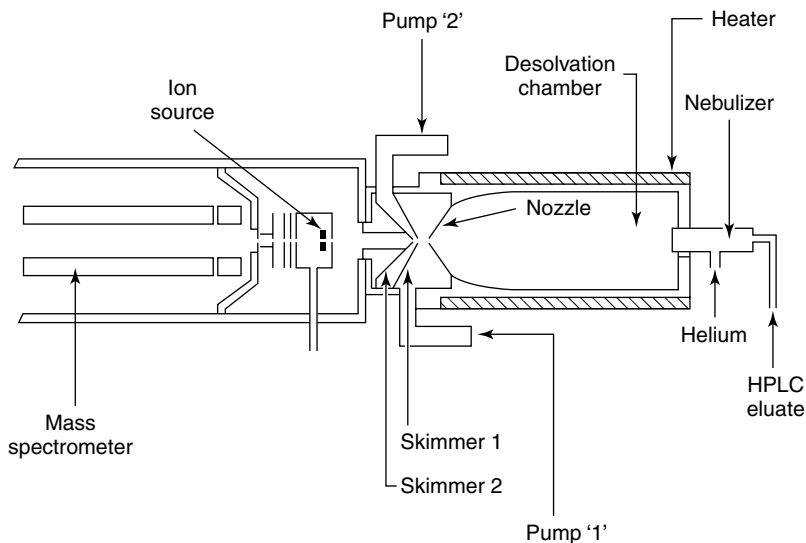 Pump ‘2’
Heater
Desolvation
chamber
Nebulizer
Ion
source
Nozzle
Helium
HPLC
eluate
Mass
spectrometer
Skimmer 1
Skimmer 2
Pump ‘1’